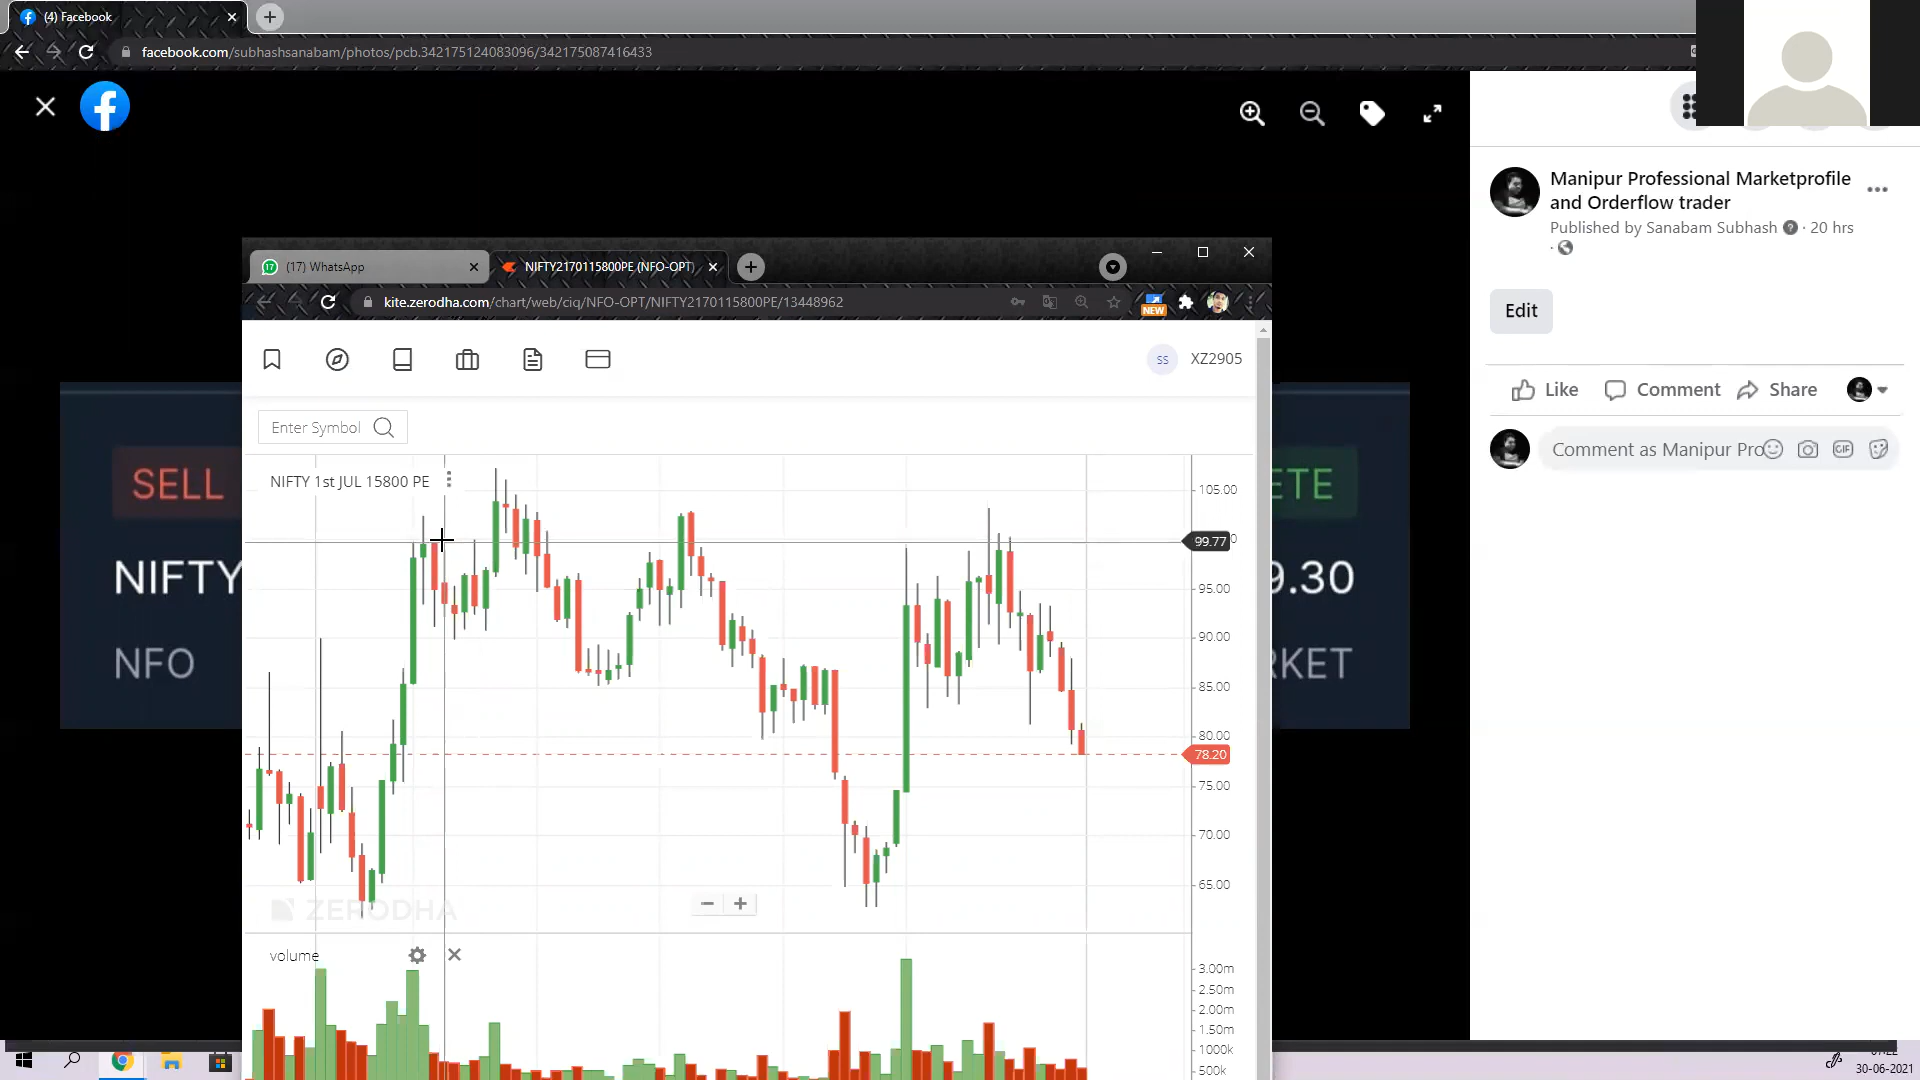 (4) Facebook
facebook.com/subhashsanabam/photos/pcb.342175124083096/342175087416433
Manipur Professional Marketprofile
and Orderflow trader
Published by Sanabam Subhash · 20 hrs
·
Edit
Like Comment Share
Comment as Manipur Pro
GIF
(17) WhatsApp
NIFTY2170115800PE (NFO-OPT)
kite.zerodha.com/chart/web/ciq/NFO-OPT/NIFTY2170115800PE/13448962
NEW
SS XZ2905
Enter Symbol
NIFTY 1st JUL 15800 PE
105.00
99.77
95.00
90.00
85.00
80.00
78.20
75.00
70.00
65.00
ZERODHA
volume
3.00m
2.50m
2.00m
1.50m
1000k
500k
SELL
NIFTY
NFO
ETE
9.30
RKET
30-06-2021